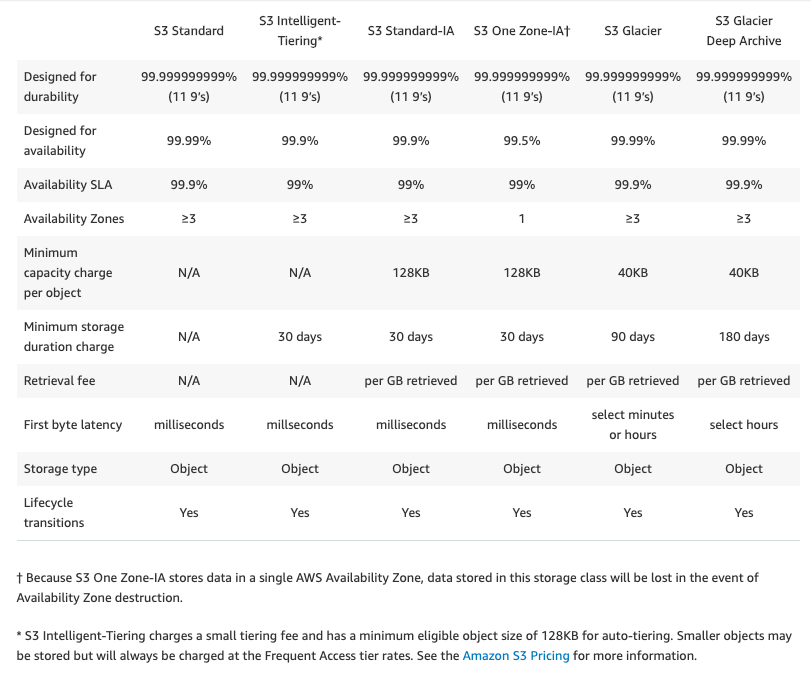 S3 Standard S3 Intelligent-Tiering* S3 Standard-IA S3 One Zone-IA† S3 Glacier S3 Glacier Deep Archive
Designed for durability 99.999999999% (11 9’s) 99.999999999% (11 9’s) 99.999999999% (11 9’s) 99.999999999% (11 9’s) 99.999999999% (11 9’s) 99.999999999% (11 9’s)
Designed for availability 99.99% 99.9% 99.9% 99.5% 99.99% 99.99%
Availability SLA 99.9% 99% 99% 99% 99.9% 99.9%
Availability Zones ≥3 ≥3 ≥3 1 ≥3 ≥3
Minimum capacity charge per object N/A N/A 128KB 128KB 40KB 40KB
Minimum storage duration charge N/A 30 days 30 days 30 days 90 days 180 days
Retrieval fee N/A N/A per GB retrieved per GB retrieved per GB retrieved per GB retrieved
First byte latency milliseconds millseconds milliseconds milliseconds select minutes or hours select hours
Storage type Object Object Object Object Object Object
Lifecycle transitions Yes Yes Yes Yes Yes Yes
† Because S3 One Zone-IA stores data in a single AWS Availability Zone, data stored in this storage class will be lost in the event of
Availability Zone destruction.
* S3 Intelligent-Tiering charges a small tiering fee and has a minimum eligible object size of 128KB for auto-tiering. Smaller objects may
be stored but will always be charged at the Frequent Access tier rates. See the Amazon S3 Pricing for more information.